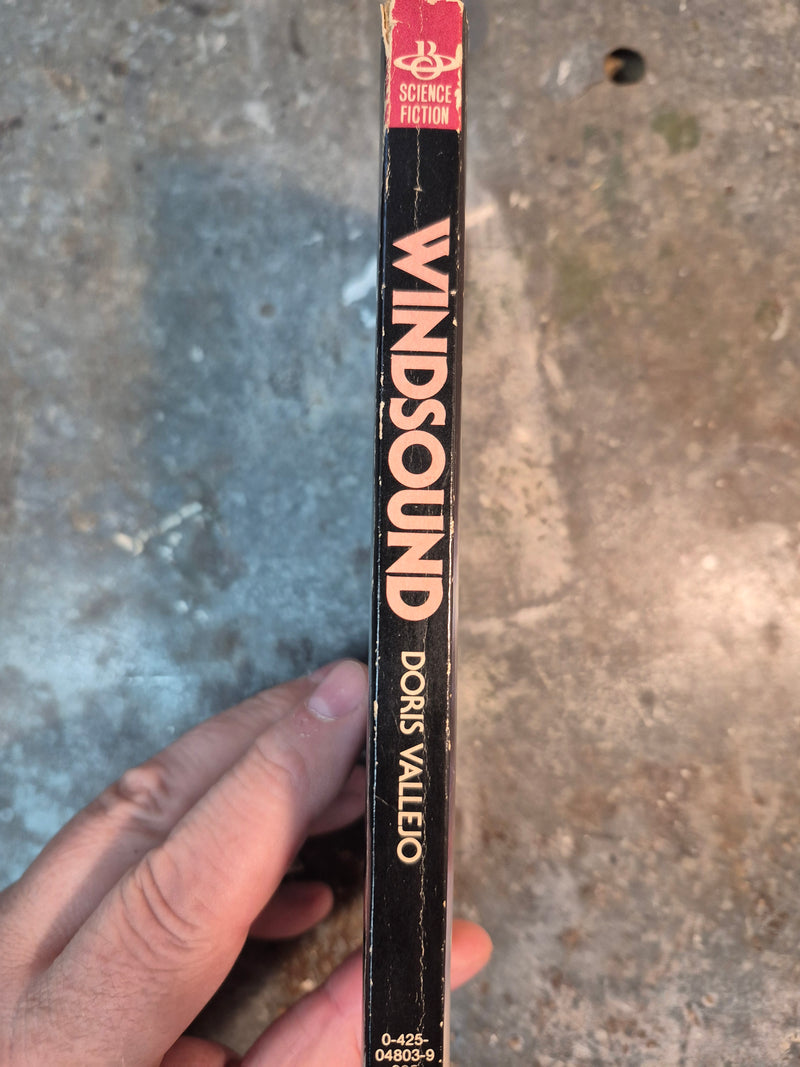 B
SCIENCE
FICTION
WINDSOUND
DORIS VALLEJO
0-425-
04803-9